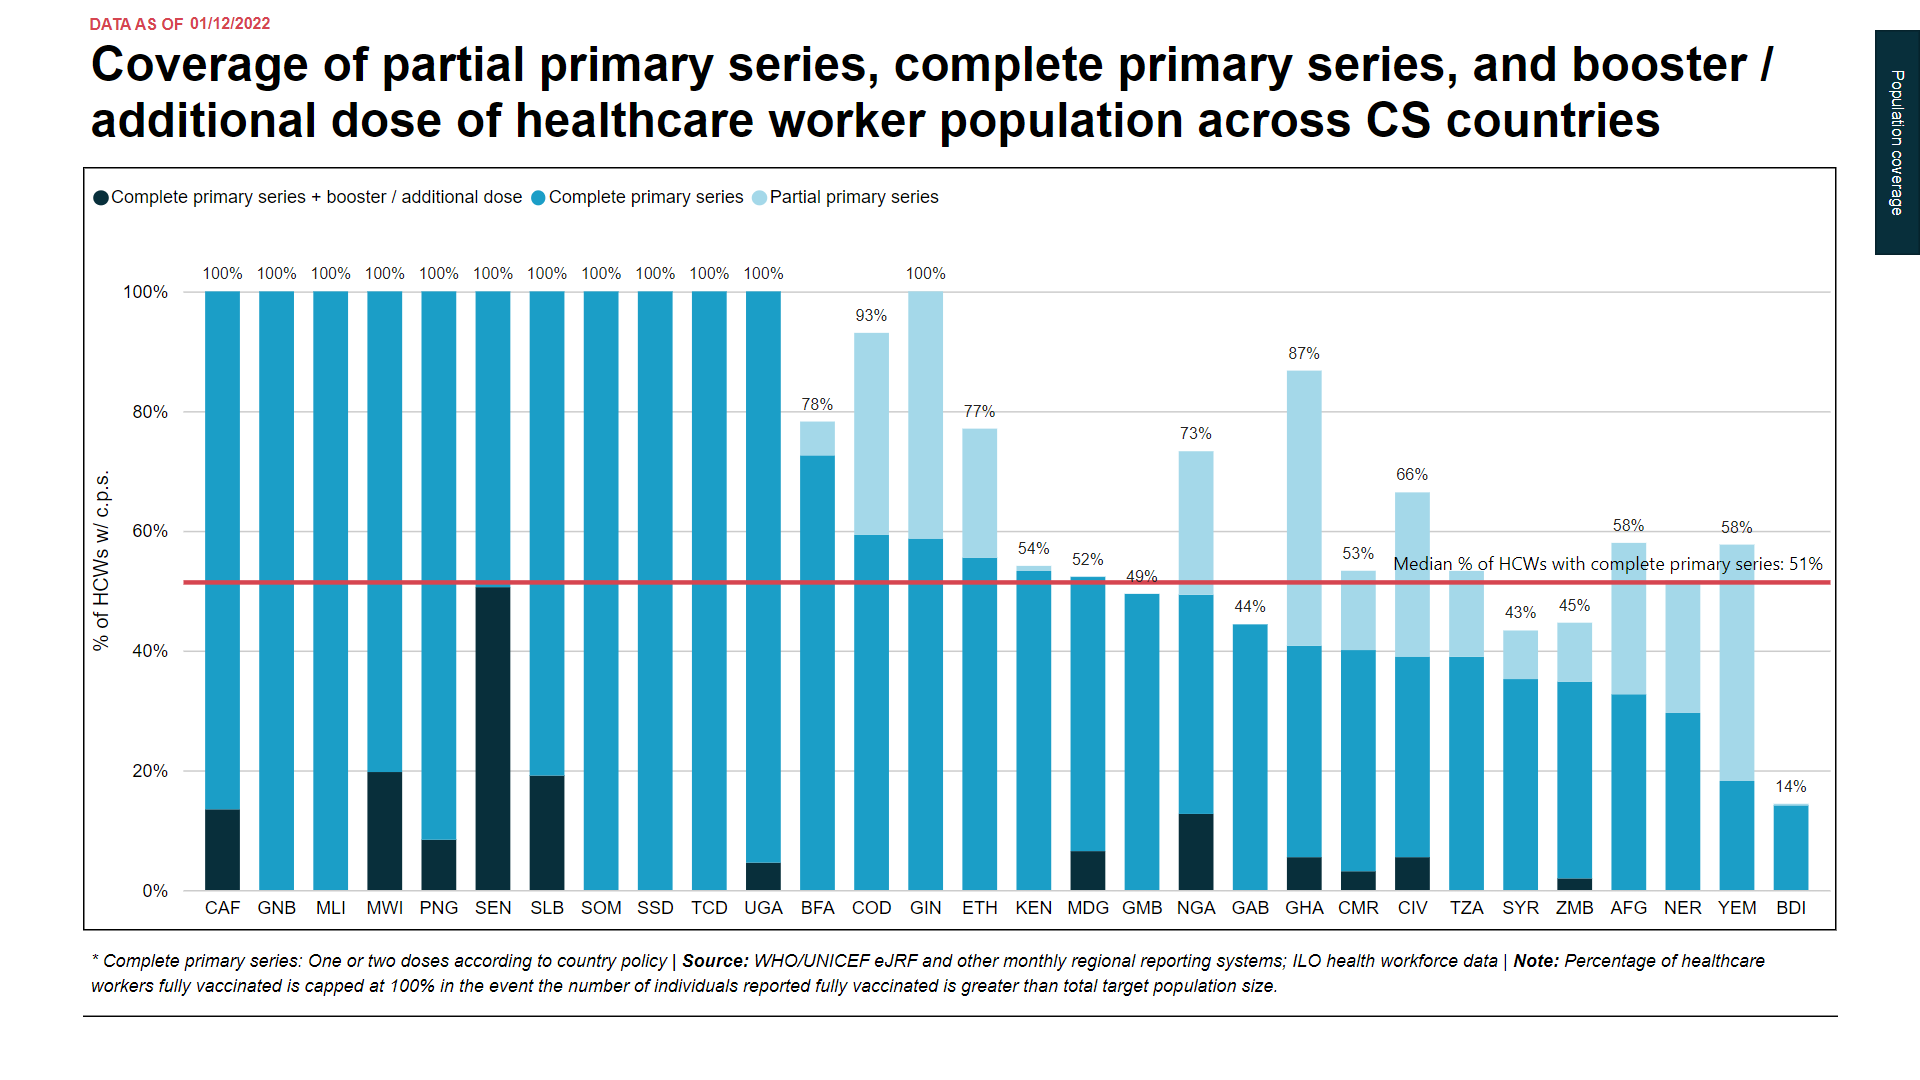 DATA AS OF 01/12/2022
Coverage of partial primary series, complete primary series, and booster /
additional dose of healthcare worker population across CS countries
Population coverage
Complete primary series + booster / additional dose Complete primary series Partial primary series
100% 100% 100% 100% 100% 100% 100% 100% 100% 100% 100% 78% 93% 100% 77% 54% 52% 49% 73% 44% 87% 53% 66% 43% 45% 58% 58% 14%
Median % of HCWs with complete primary series: 51%
% of HCWs w/ c.p.s.
100%
80%
60%
40%
20%
0%
CAF GNB MLI MWI PNG SEN SLB SOM SSD TCD UGA BFA COD GIN ETH KEN MDG GMB NGA GAB GHA CMR CIV TZA SYR ZMB AFG NER YEM BDI
* Complete primary series: One or two doses according to country policy | Source: WHO/UNICEF eJRF and other monthly regional reporting systems; ILO health workforce data | Note: Percentage of healthcare
workers fully vaccinated is capped at 100% in the event the number of individuals reported fully vaccinated is greater than total target population size.